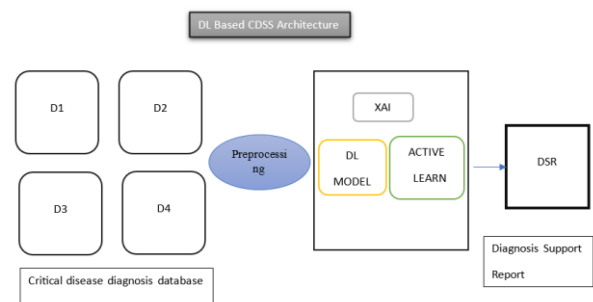 DL Based CDSS Architecture
D1
D2
D3
D4
Critical disease diagnosis database
Preprocessi
ng
XAI
DL
MODEL
ACTIVE
LEARN
DSR
Diagnosis Support
Report